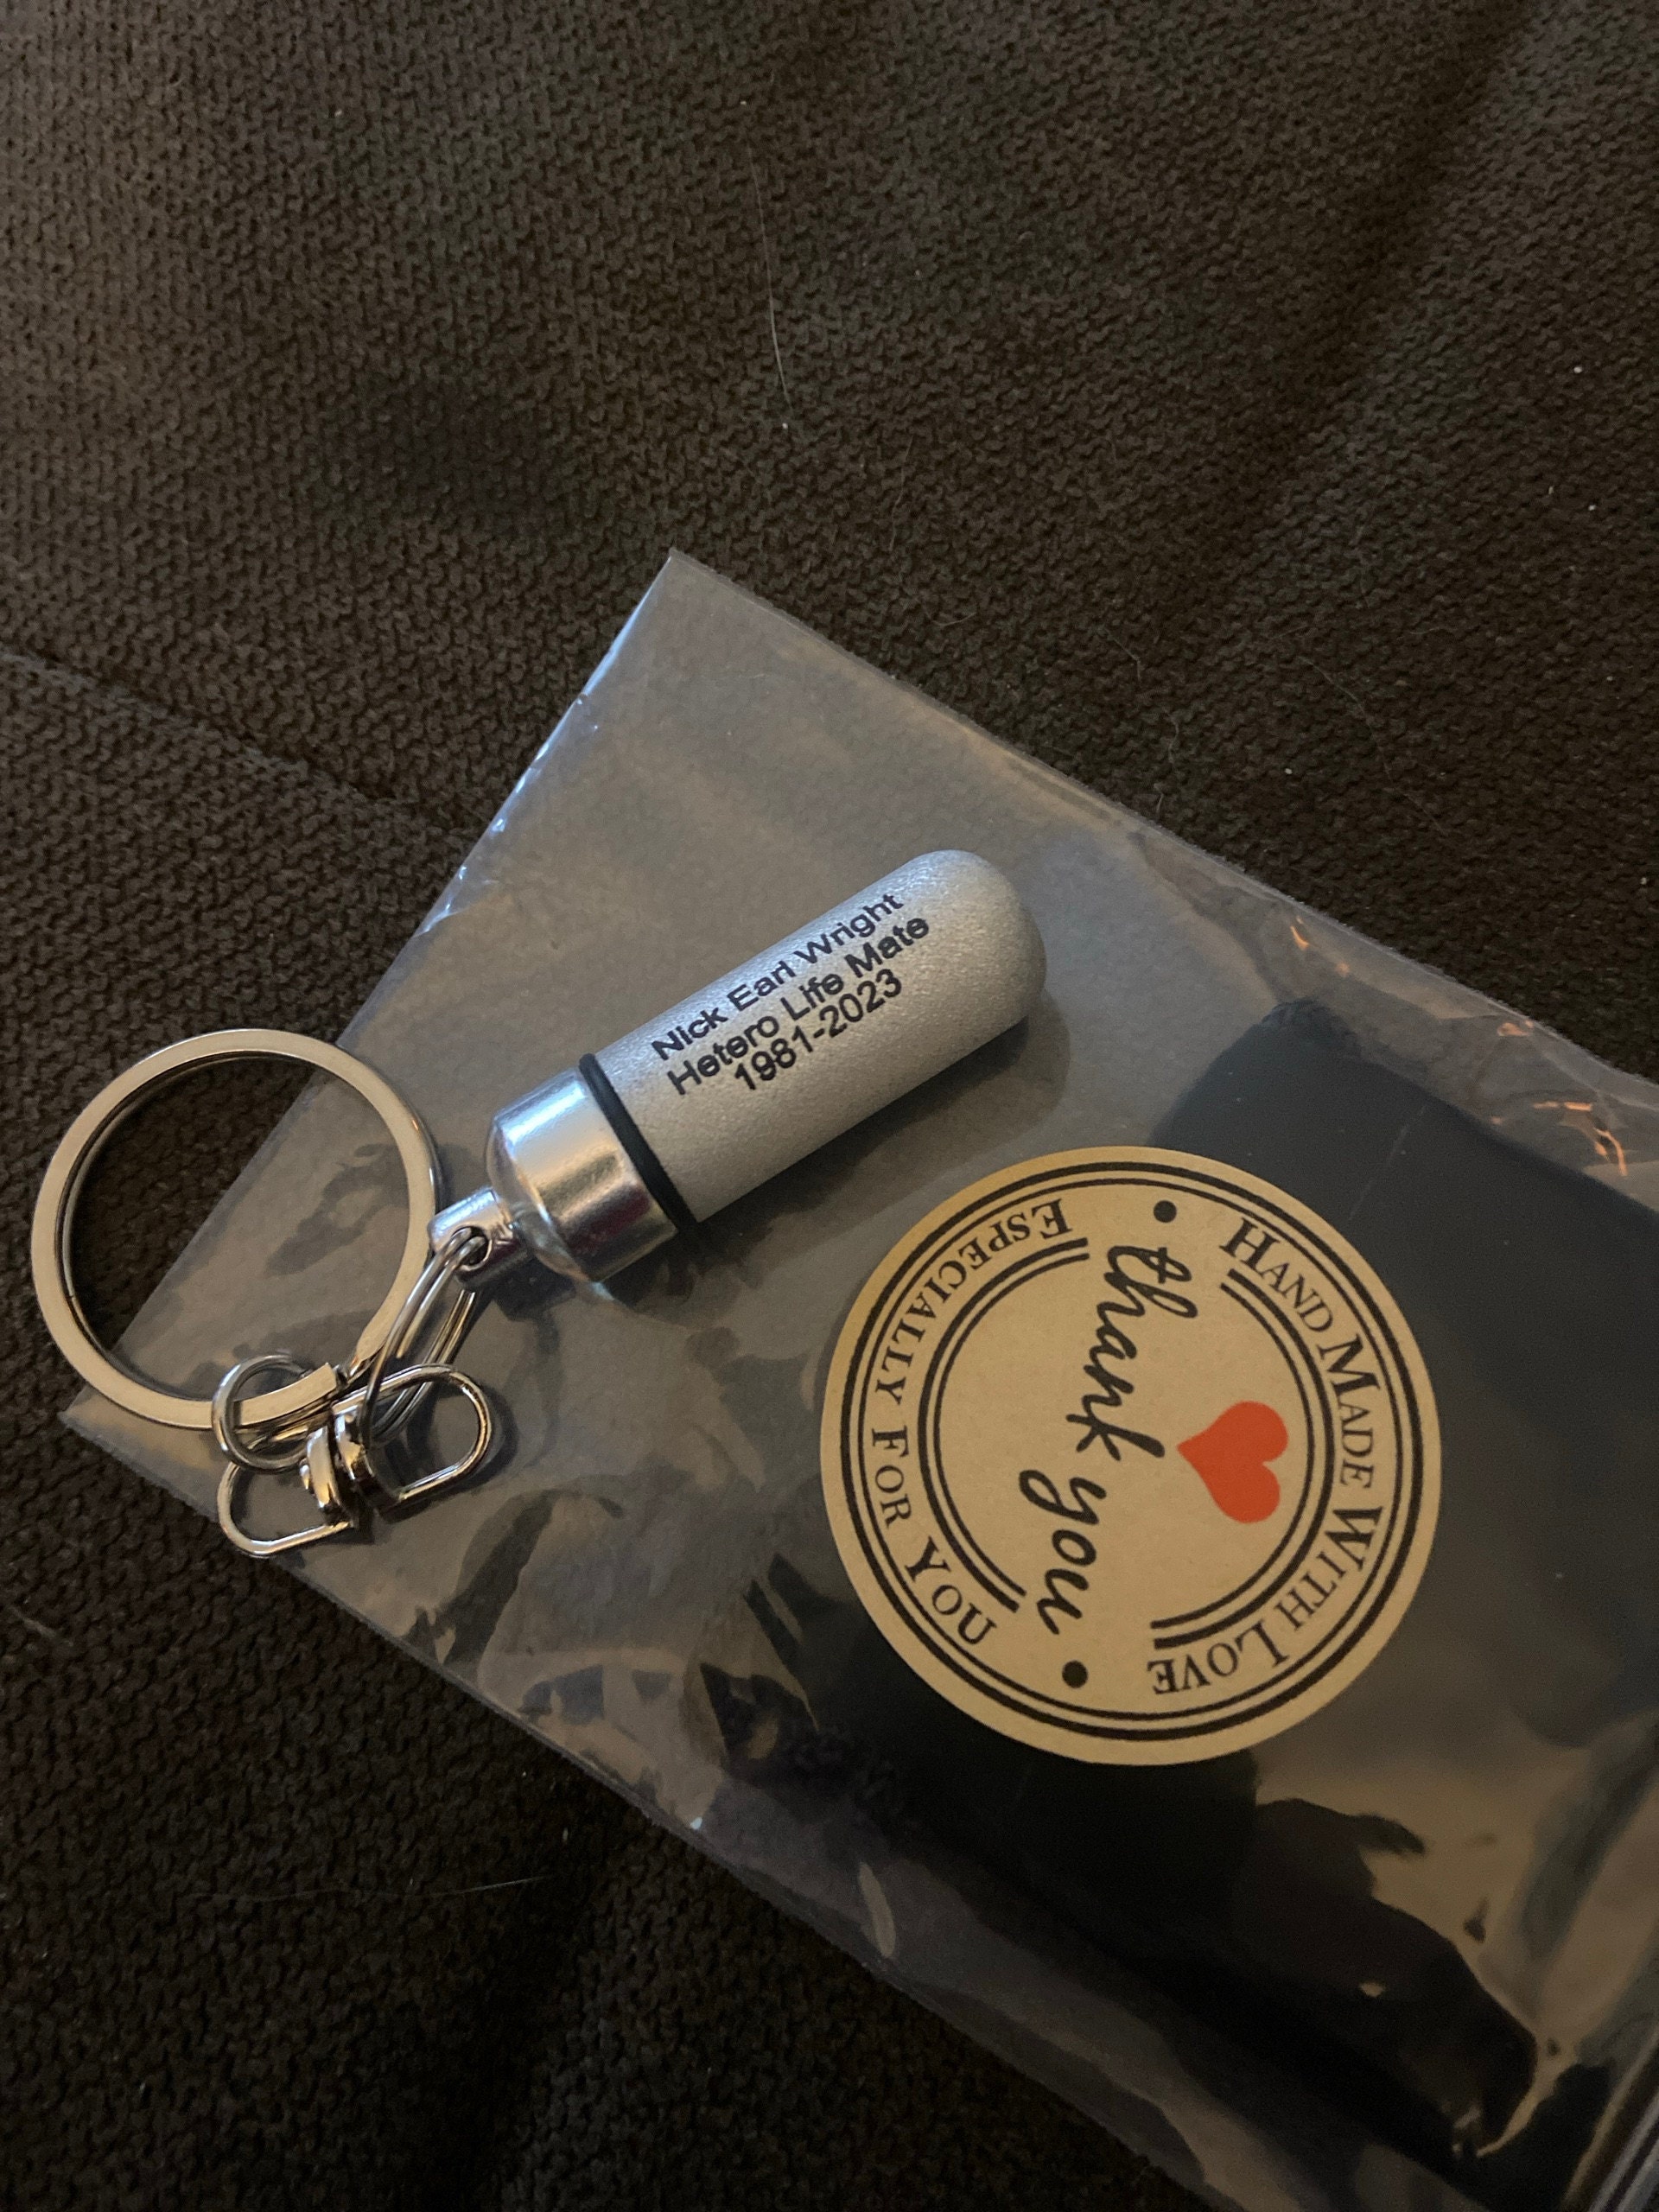 Nick Earl Wright
Hetero Life Mate
1981-2023
HAND MADE WITH LOVE
thank you
ESPECIALLY FOR YOU